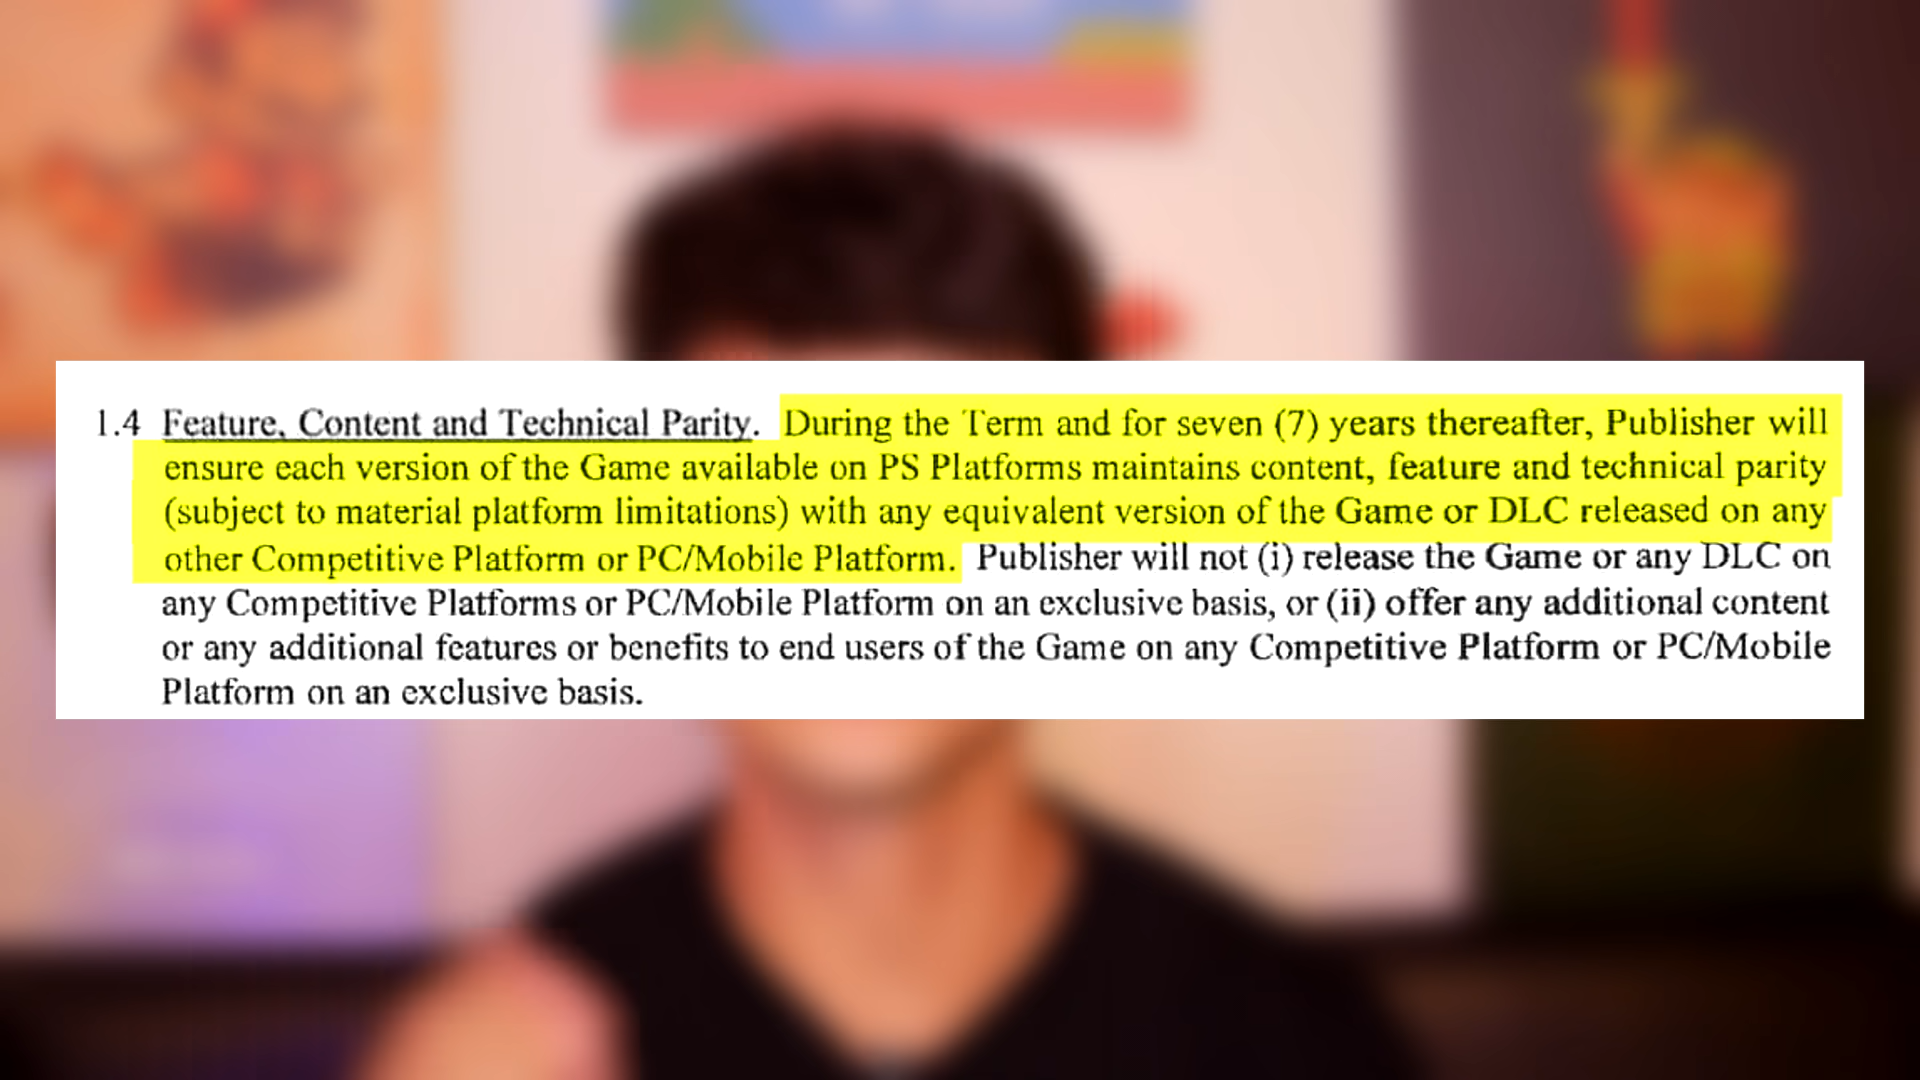 1.4 Feature, Content and Technical Parity. During the Term and for seven (7) years thereafter, Publisher will
ensure each version of the Game available on PS Platforms maintains content, feature and technical parity
(subject to material platform limitations) with any equivalent version of the Game or DLC released on any
other Competitive Platform or PC/Mobile Platform. Publisher will not (i) release the Game or any DLC on
any Competitive Platforms or PC/Mobile Platform on an exclusive basis, or (ii) offer any additional content
or any additional features or benefits to end users of the Game on any Competitive Platform or PC/Mobile
Platform on an exclusive basis.